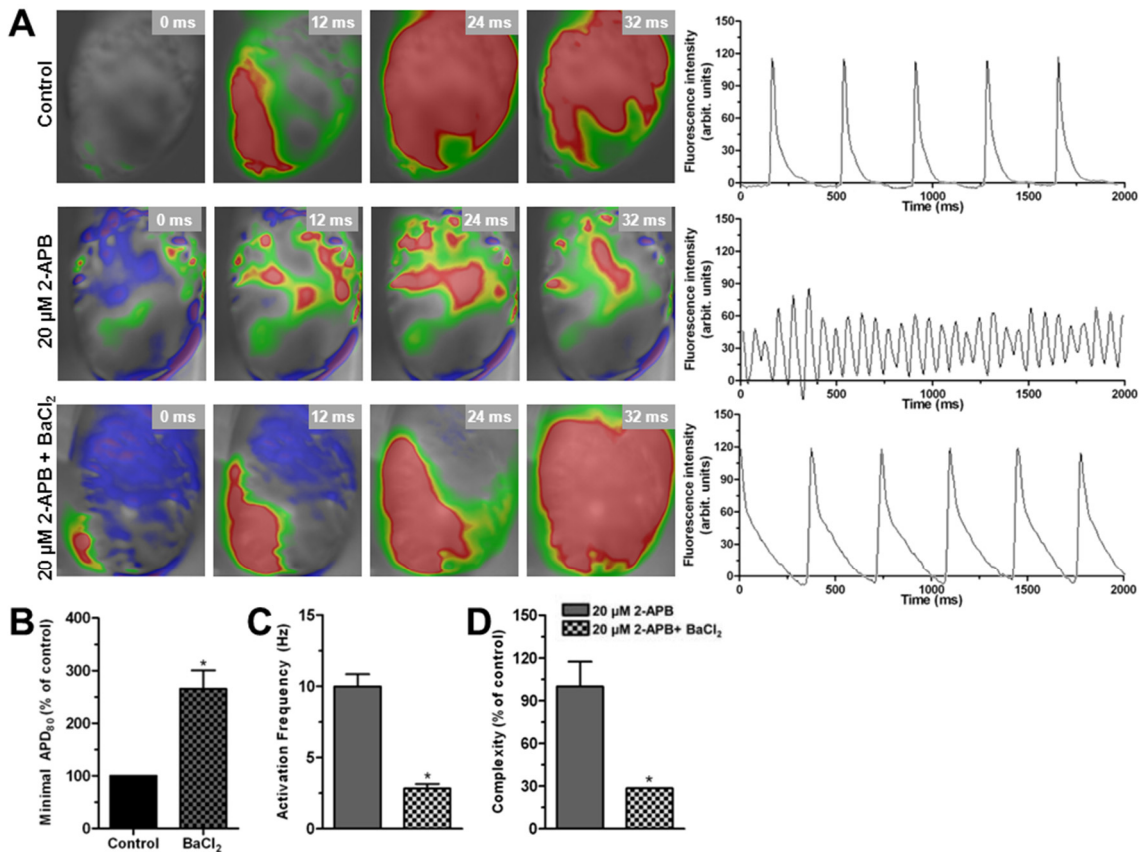 A
Control
0 ms
12 ms
24 ms
32 ms
Fluorescence intensity
(arbit. units)
150
120
90
60
30
0
0
500
1000
1500
2000
Time (ms)
20 µM 2-APB
0 ms
12 ms
24 ms
32 ms
Fluorescence intensity
(arbit. units)
150
120
90
60
30
0
0
500
1000
1500
2000
Time (ms)
20 µM 2-APB + BaCl2
0 ms
12 ms
24 ms
32 ms
Fluorescence intensity
(arbit. units)
150
120
90
60
30
0
0
500
1000
1500
2000
Time (ms)
B
Minimal APD80 (% of control)
400
300
250
200
100
0
*
Control
BaCl2
C
Activation Frequency (Hz)
15
10
5
0
*
D
20 µM 2-APB
20 µM 2-APB+ BaCl2
Complexity (% of control)
150
120
90
60
30
0
*